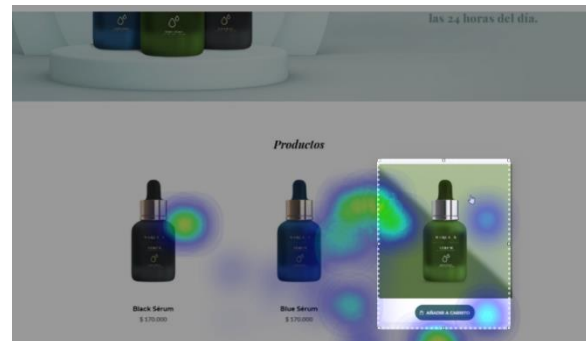 las 24 horas del día.
Productos
Black Sérum
$ 170.000
Blue Sérum
$ 170.000
AÑADIR A CARRITO